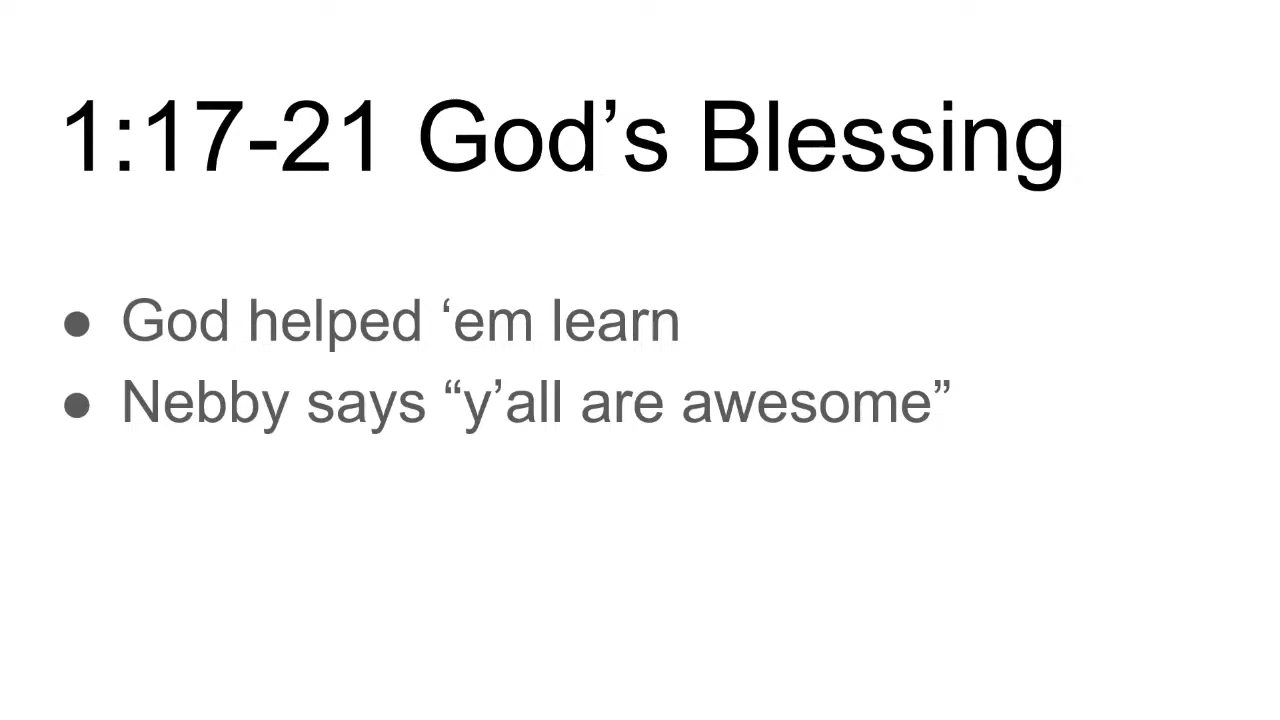 1:17-21 God’s Blessing
● God helped ‘em learn
● Nebby says “y’all are awesome”